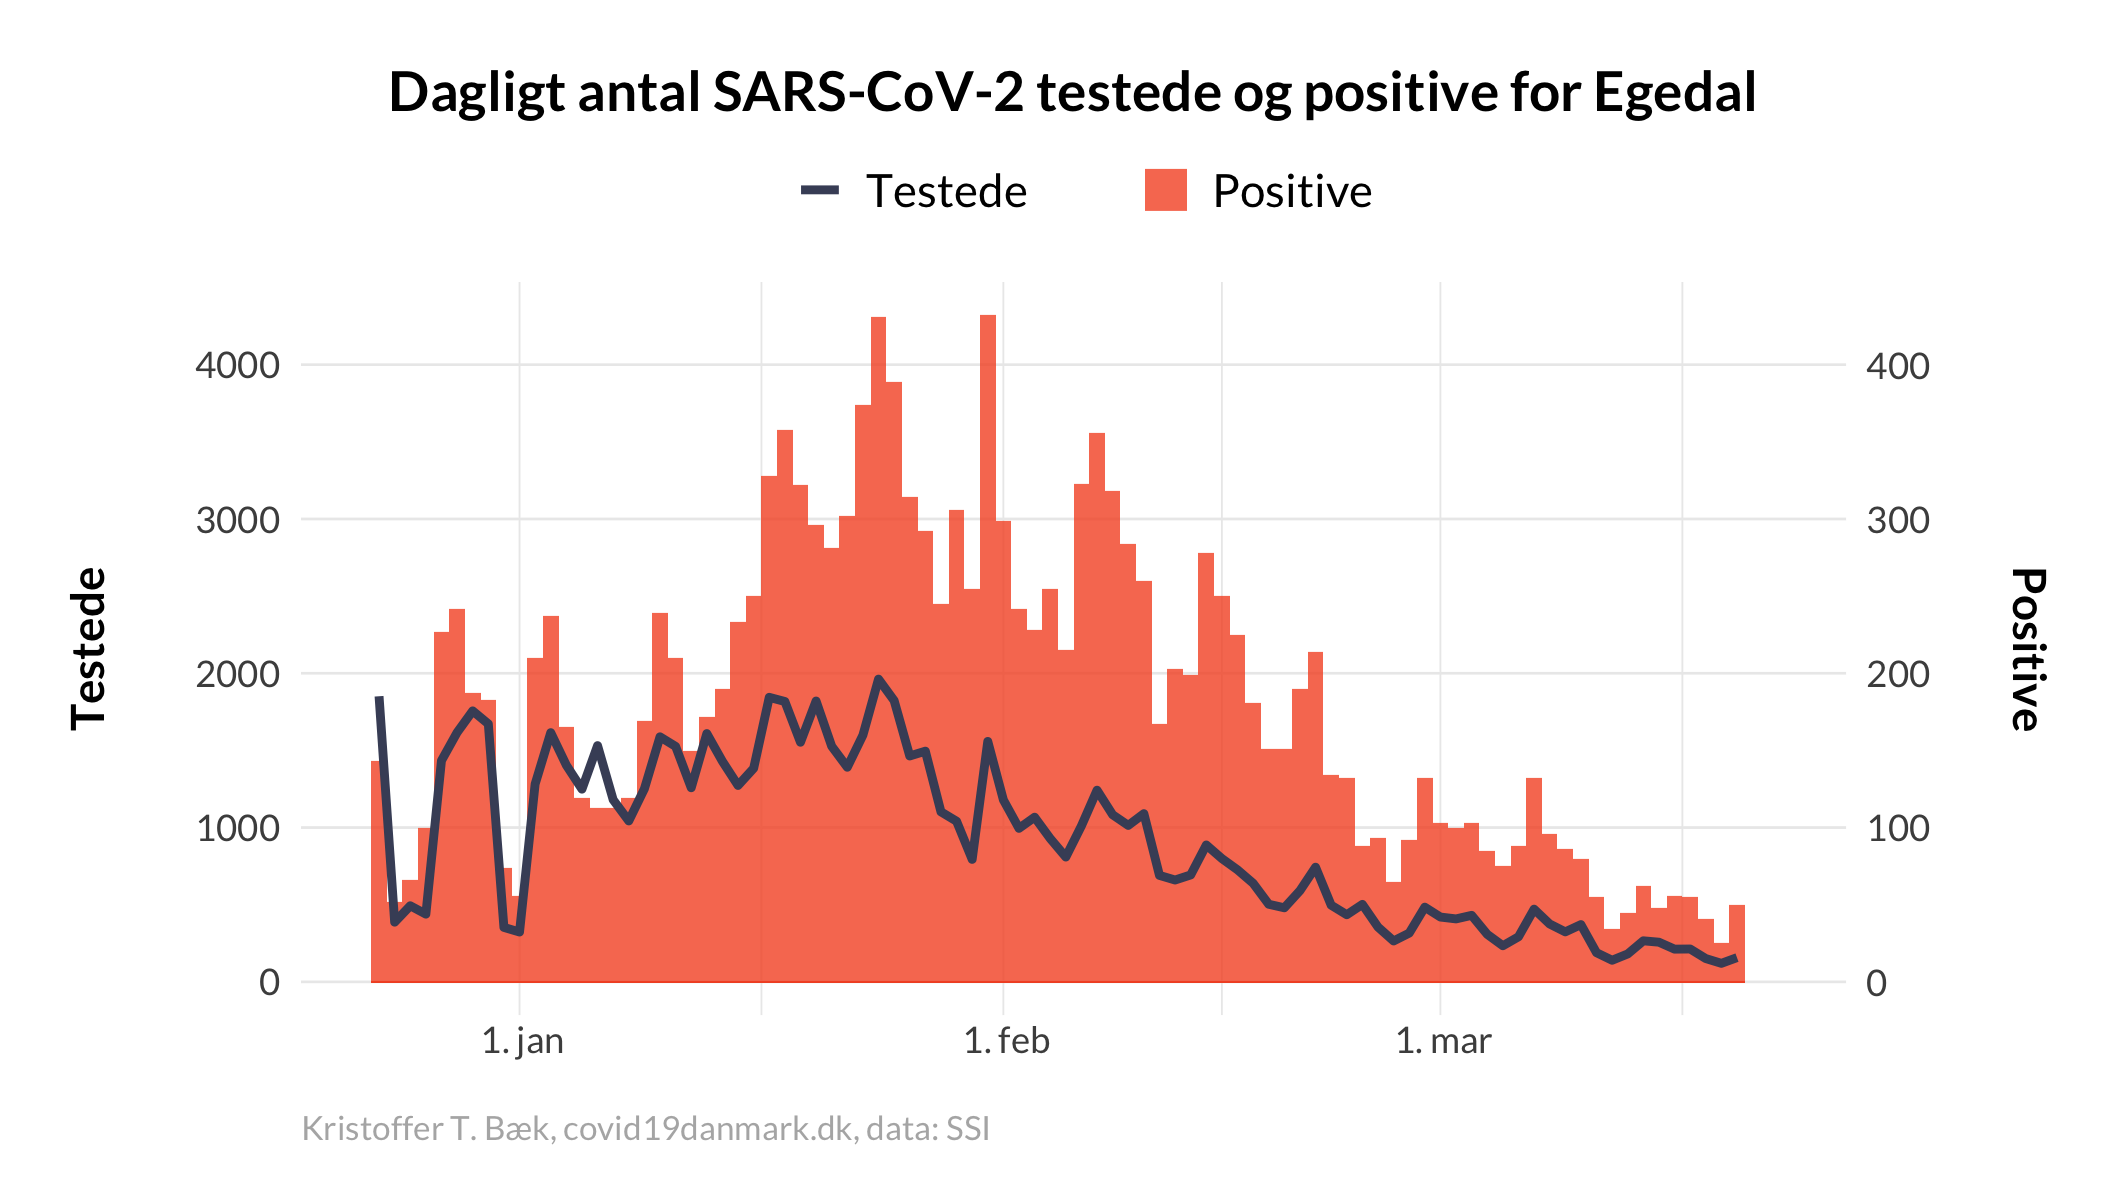 Dagligt antal SARS-CoV-2 testede og positive for Egedal
Testede
Positive
4000
3000
2000
1000
0
400
300
200
100
0
Testede
Positive
1. jan
1. feb
1. mar
Kristoffer T. Bæk, covid19danmark.dk, data: SSI